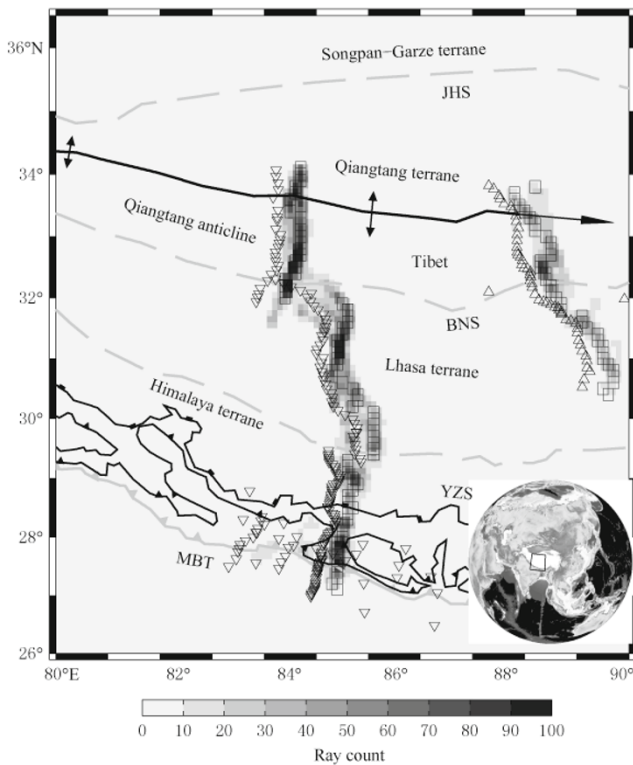 36°N
Songpan-Garze terrane
JHS
34°
Qiangtang terrane
Qiangtang anticline
Tibet
32°
BNS
Lhasa terrane
Himalaya terrane
30°
YZS
28°
MBT
26°
80°E 82° 84° 86° 88° 90°
0 10 20 30 40 50 60 70 80 90 100
Ray count